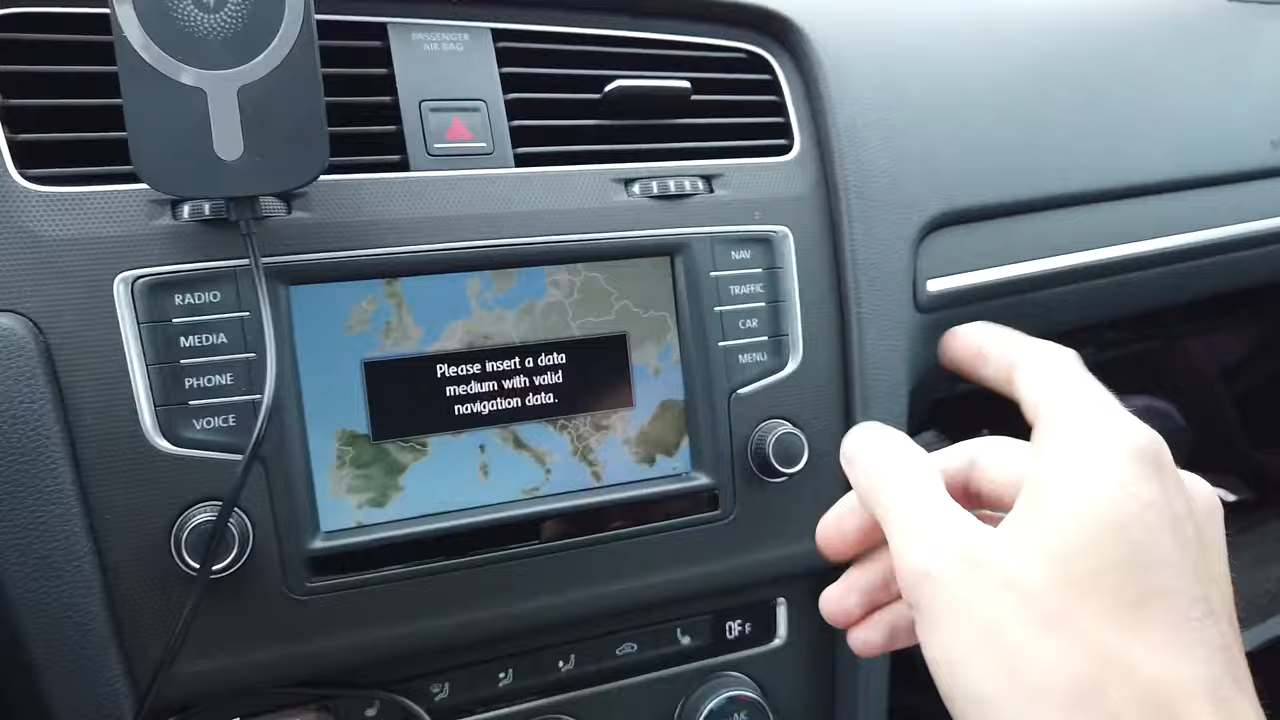 PASSENGER
AIR BAG
RADIO
MEDIA
PHONE
VOICE
NAV
TRAFFIC
CAR
MENU
Please insert a data
medium with valid
navigation data.
OFF
A/C